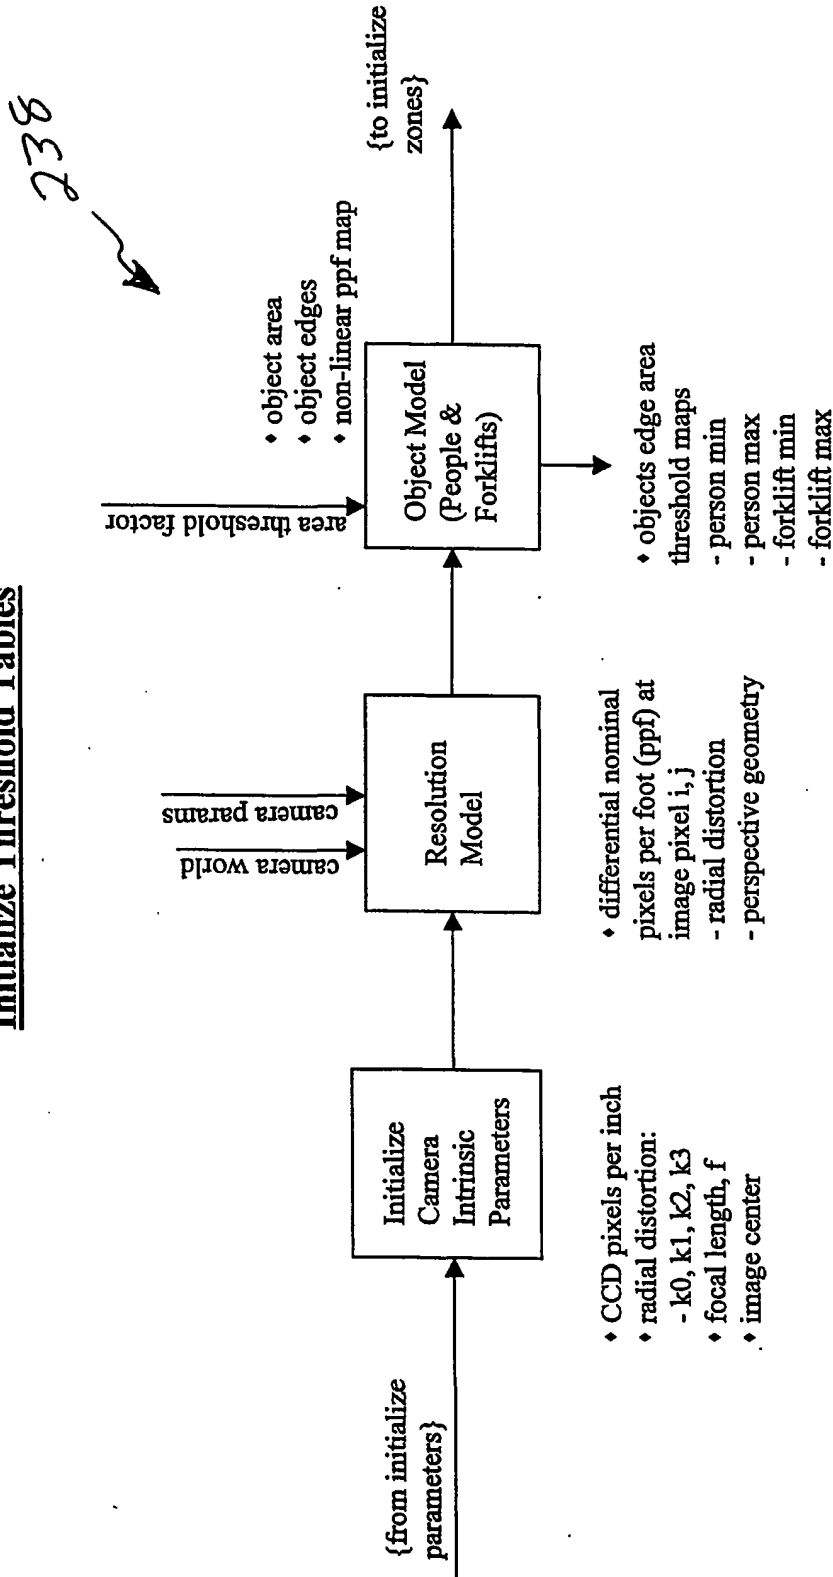 Initialize Threshold Tables
238
{from initialize
parameters}
Initialize
Camera
Intrinsic
Parameters
♦ CCD pixels per inch
♦ radial distortion:
- k0, k1, k2, k3
♦ focal length, f
♦ image center
camera world
camera params
Resolution
Model
♦ differential nominal
pixels per foot (ppf) at
image pixel i, j
- radial distortion
- perspective geometry
area threshold factor
♦ object area
♦ object edges
♦ non-linear ppf map
Object Model
(People &
Forklifts)
♦ objects edge area
threshold maps
- person min
- person max
- forklift min
- forklift max
{to initialize
zones}